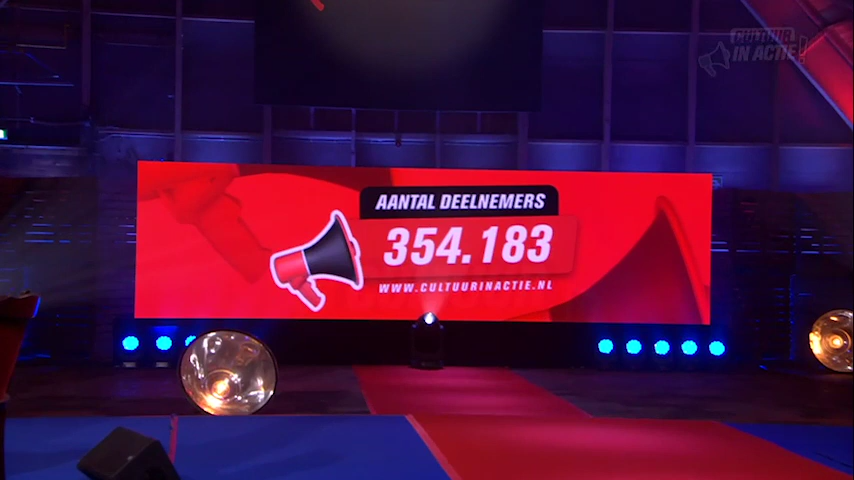 CULTUUR
IN ACTIE!
AANTAL DEELNEMERS
354.183
WWW.CULTUURINACTIE.NL